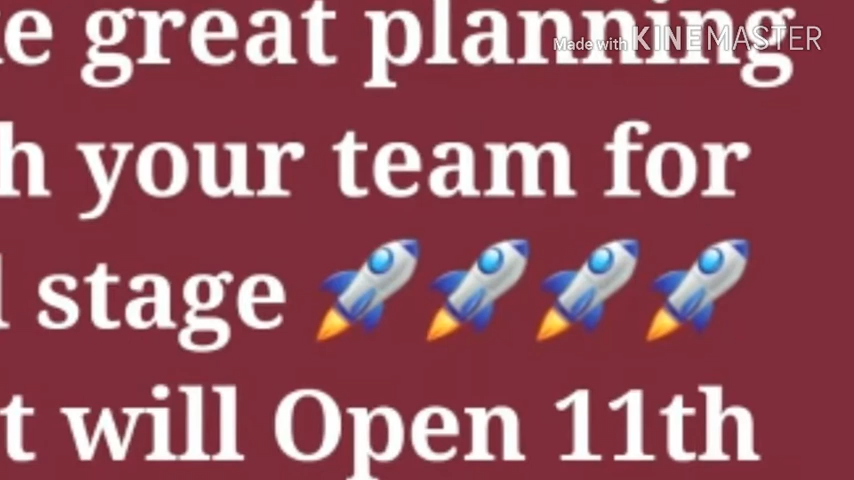 e great planning
Made with KINEMASTER
h your team for
stage 🚀🚀🚀🚀
t will Open 11th